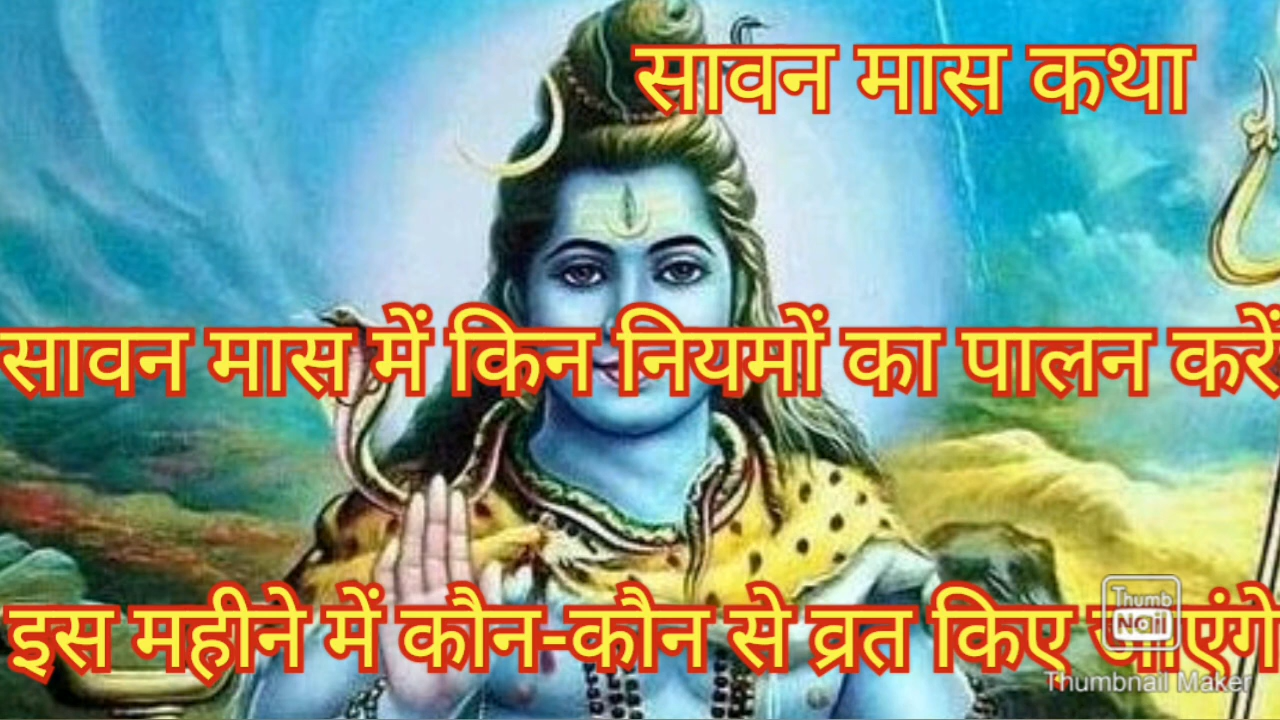 सावन मास कथा
सावन मास में किन नियमों का पालन करें
इस महीने में कौन-कौन से व्रत किए जाएंगे
Thumb
Nail
Thumbnail Maker